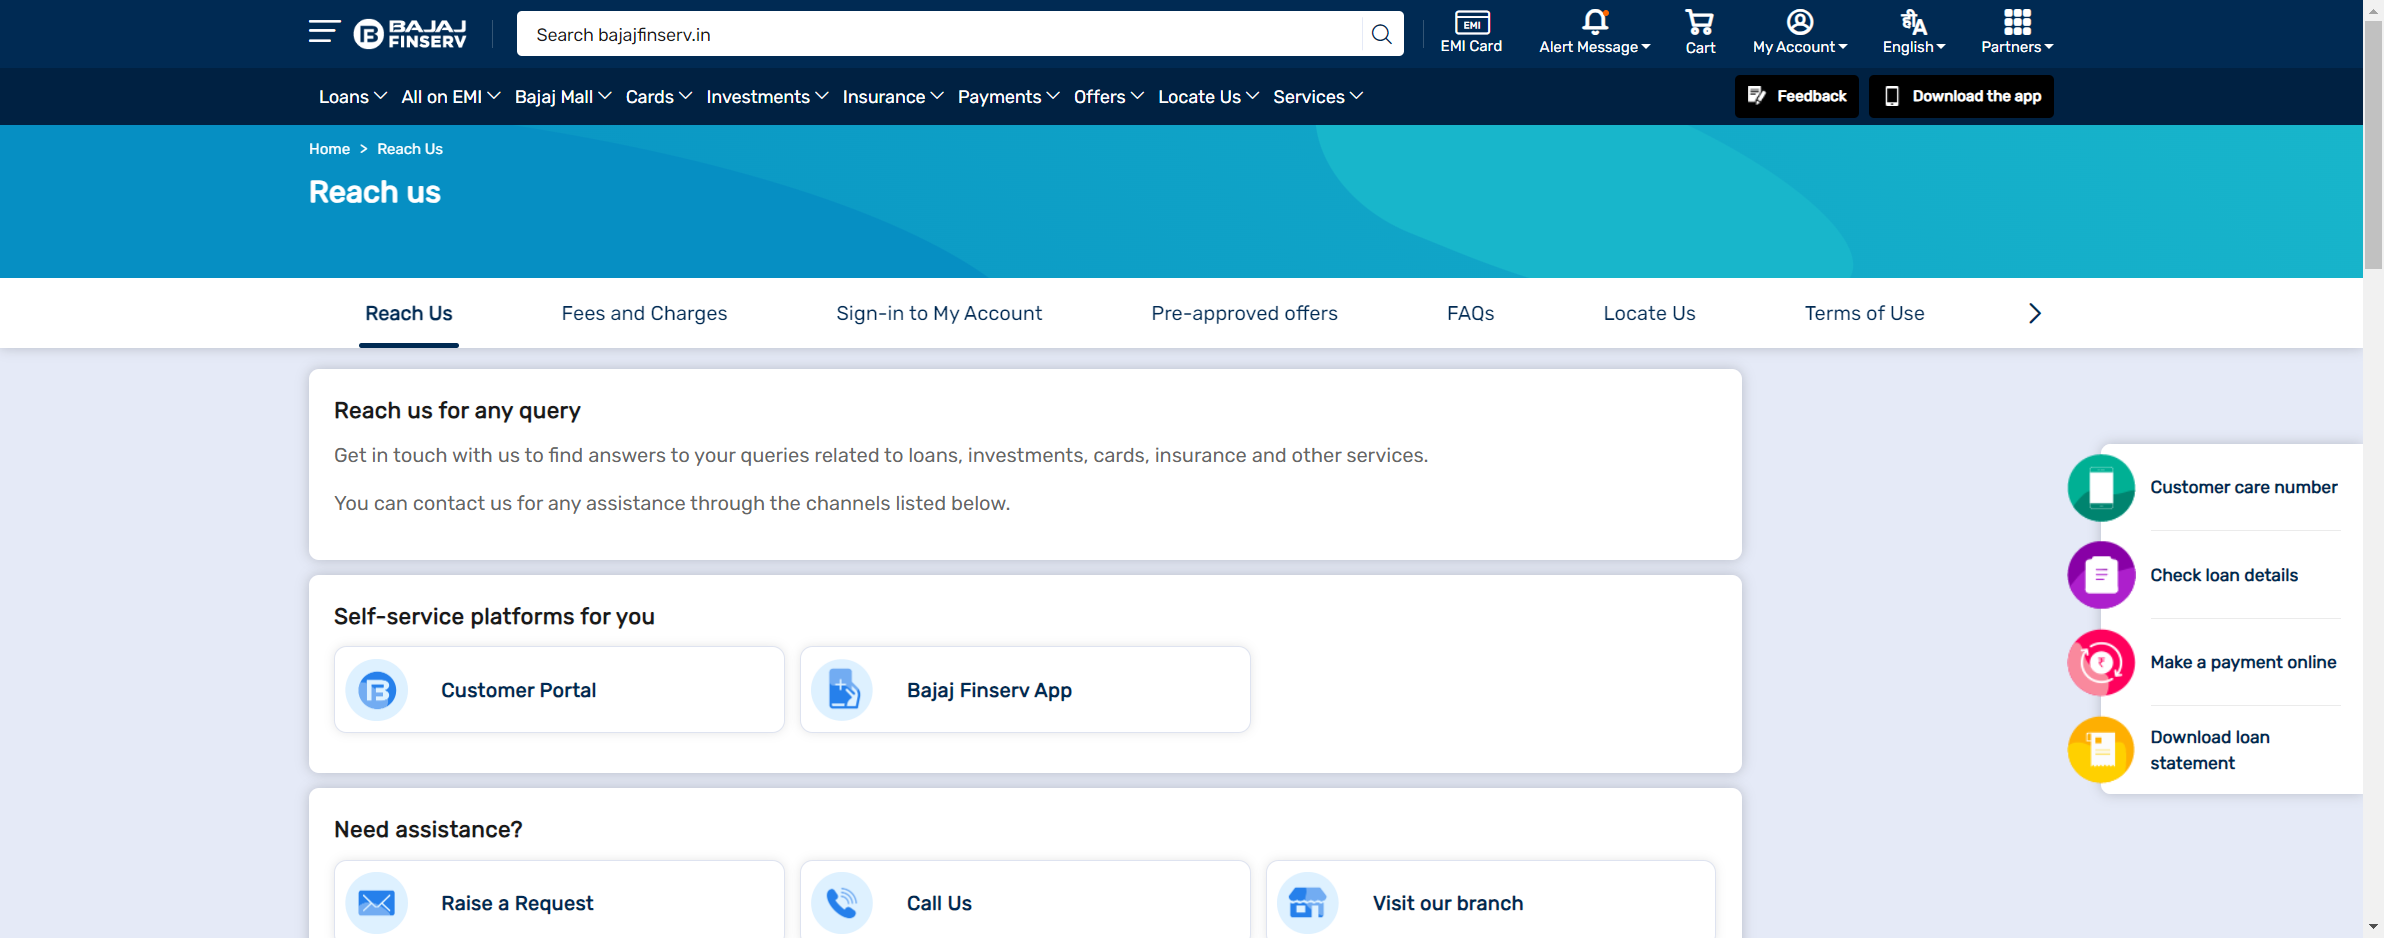 BAJAJ
FINSERV
Search bajajfinserv.in
EMI
EMI Card
Alert Message
Cart
My Account
हीA
English
Partners
Loans All on EMI Bajaj Mall Cards Investments Insurance Payments Offers Locate Us Services
Feedback
Download the app
Home > Reach Us
Reach us
Reach Us Fees and Charges Sign-in to My Account Pre-approved offers FAQs Locate Us Terms of Use
Reach us for any query
Get in touch with us to find answers to your queries related to loans, investments, cards, insurance and other services.
You can contact us for any assistance through the channels listed below.
Self-service platforms for you
Customer Portal
Bajaj Finserv App
Need assistance?
Raise a Request
Call Us
Visit our branch
Customer care number
Check loan details
₹
Make a payment online
Download loan
statement